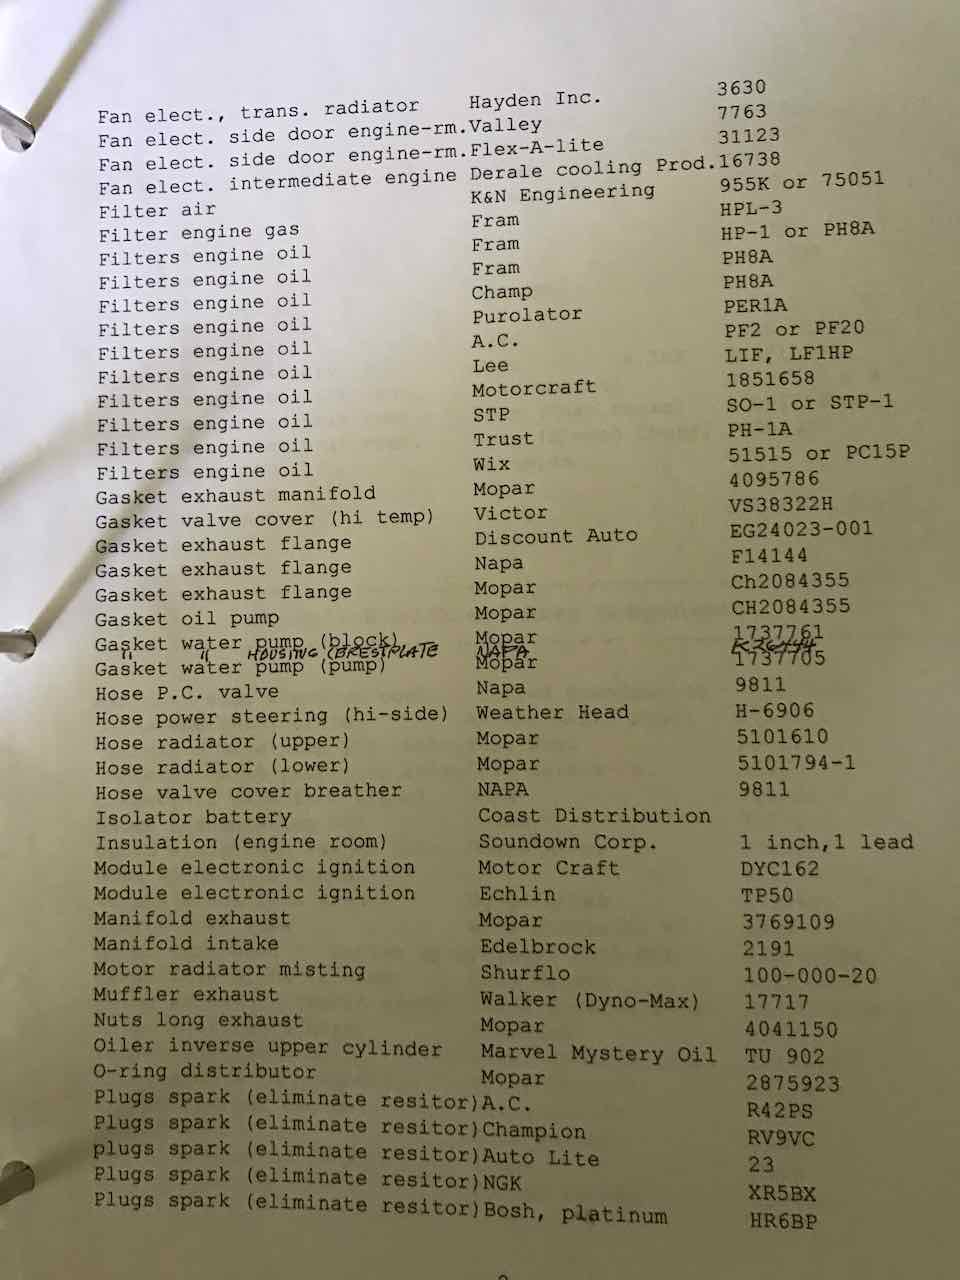 Fan elect., trans. radiator Hayden Inc. 3630
Fan elect. side door engine-rm. Valley 7763
Fan elect. side door engine-rm. Flex-A-lite 31123
Fan elect. intermediate engine Derale cooling Prod. 16738
Filter air K&N Engineering 955K or 75051
Filter engine gas Fram HPL-3
Filters engine oil Fram HP-1 or PH8A
Filters engine oil Fram PH8A
Filters engine oil Champ PH8A
Filters engine oil Purolator PER1A
Filters engine oil A.C. PF2 or PF20
Filters engine oil Lee LIF, LF1HP
Filters engine oil Motorcraft 1851658
Filters engine oil STP SO-1 or STP-1
Filters engine oil Trust PH-1A
Filters engine oil Wix 51515 or PC15P
Gasket exhaust manifold Mopar 4095786
Gasket valve cover (hi temp) Victor VS38322H
Gasket exhaust flange Discount Auto EG24023-001
Gasket exhaust flange Napa F14144
Gasket exhaust flange Mopar Ch2084355
Gasket oil pump Mopar CH2084355
Gasket water pump (block) Mopar 1737761
" " HOUSING (BRESTPLATE NAPA
Gasket water pump (pump) Mopar 1737705
Hose P.C. valve Napa 9811
Hose power steering (hi-side) Weather Head H-6906
Hose radiator (upper) Mopar 5101610
Hose radiator (lower) Mopar 5101794-1
Hose valve cover breather NAPA 9811
Isolator battery Coast Distribution
Insulation (engine room) Soundown Corp. 1 inch,1 lead
Module electronic ignition Motor Craft DYC162
Module electronic ignition Echlin TP50
Manifold exhaust Mopar 3769109
Manifold intake Edelbrock 2191
Motor radiator misting Shurflo 100-000-20
Muffler exhaust Walker (Dyno-Max) 17717
Nuts long exhaust Mopar 4041150
Oiler inverse upper cylinder Marvel Mystery Oil TU 902
O-ring distributor Mopar 2875923
Plugs spark (eliminate resitor) A.C. R42PS
Plugs spark (eliminate resitor) Champion RV9VC
plugs spark (eliminate resitor) Auto Lite 23
Plugs spark (eliminate resitor) NGK XR5BX
Plugs spark (eliminate resitor) Bosh, platinum HR6BP